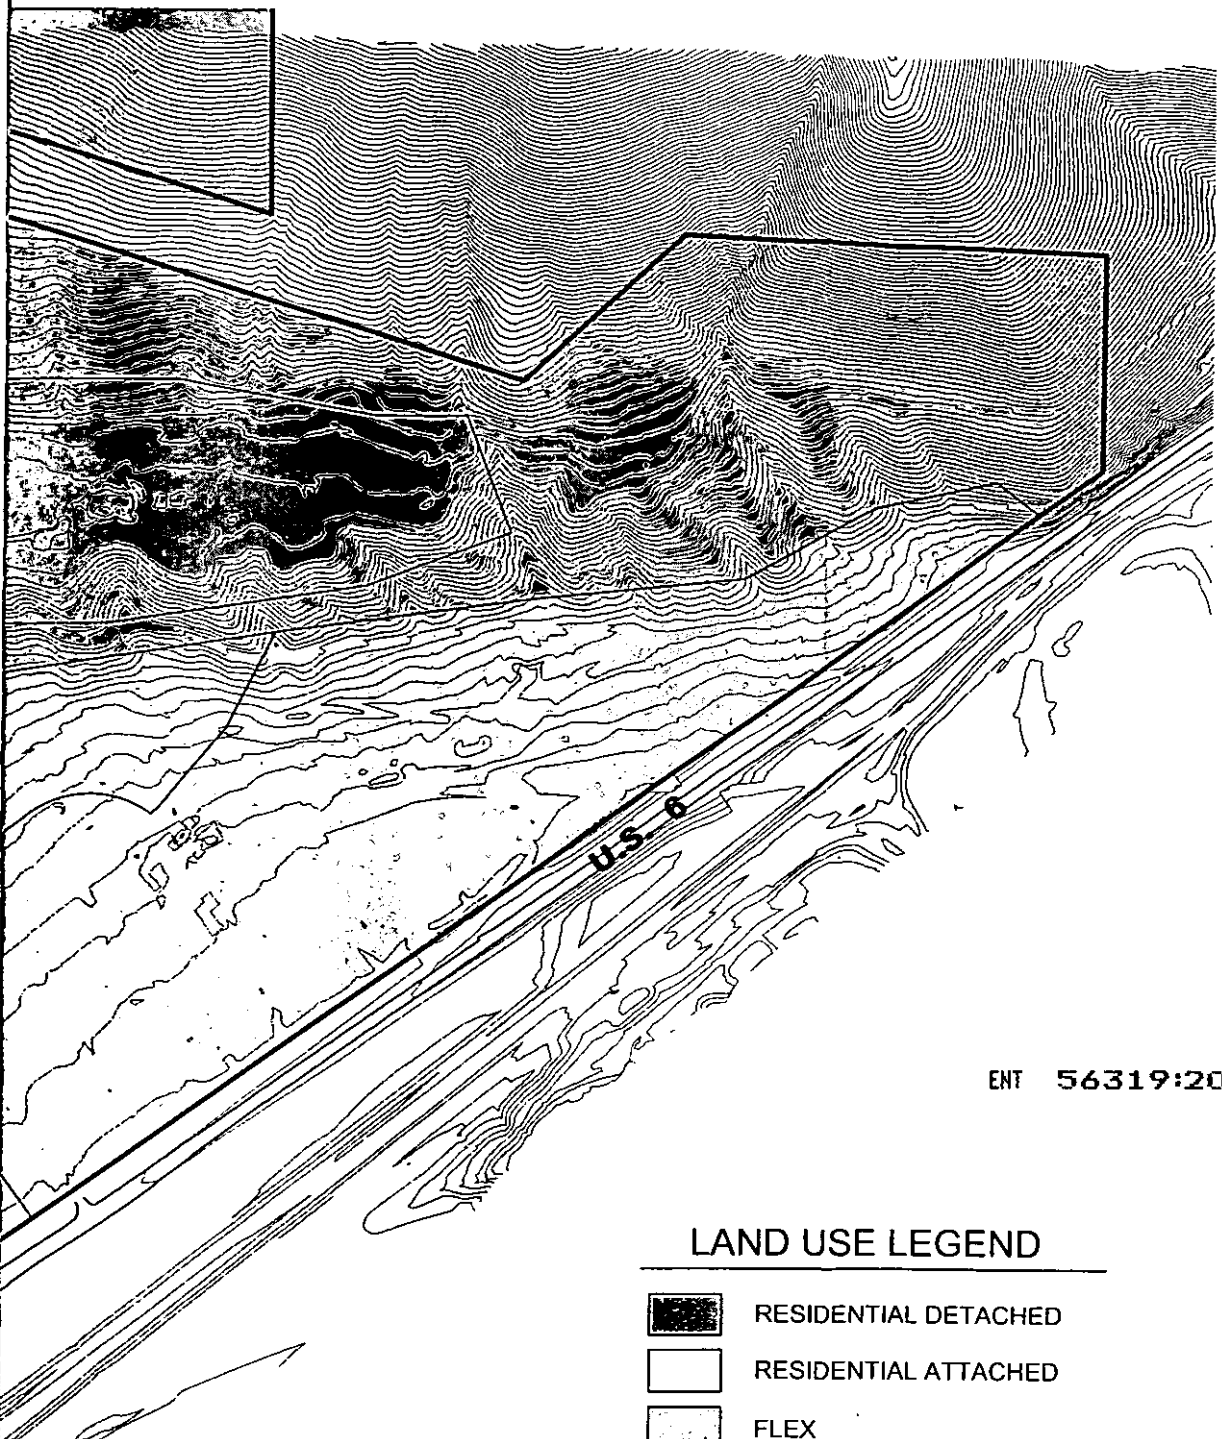 U.S. 6
ENT 56319:20
LAND USE LEGEND
RESIDENTIAL DETACHED
RESIDENTIAL ATTACHED
FLEX